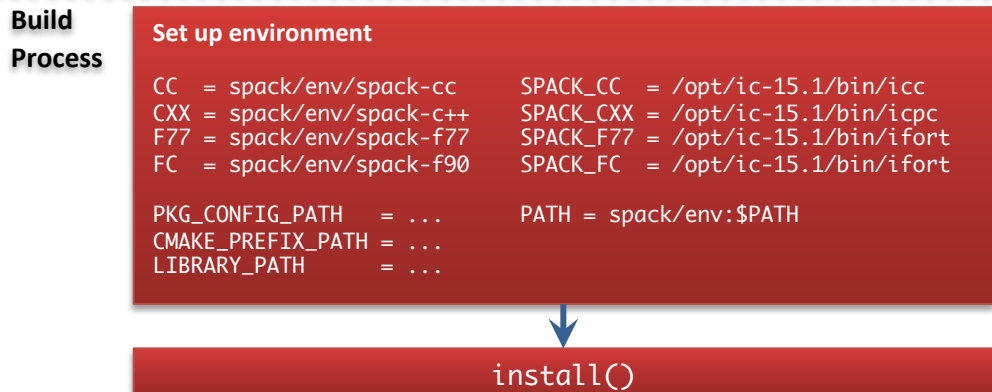 Build
Process
Set up environment
CC  = spack/env/spack-cc     SPACK_CC  = /opt/ic-15.1/bin/icc
CXX = spack/env/spack-c++    SPACK_CXX = /opt/ic-15.1/bin/icpc
F77 = spack/env/spack-f77    SPACK_F77 = /opt/ic-15.1/bin/ifort
FC  = spack/env/spack-f90    SPACK_FC  = /opt/ic-15.1/bin/ifort
PKG_CONFIG_PATH   = ...      PATH = spack/env:$PATH
CMAKE_PREFIX_PATH = ...
LIBRARY_PATH      = ...
install()